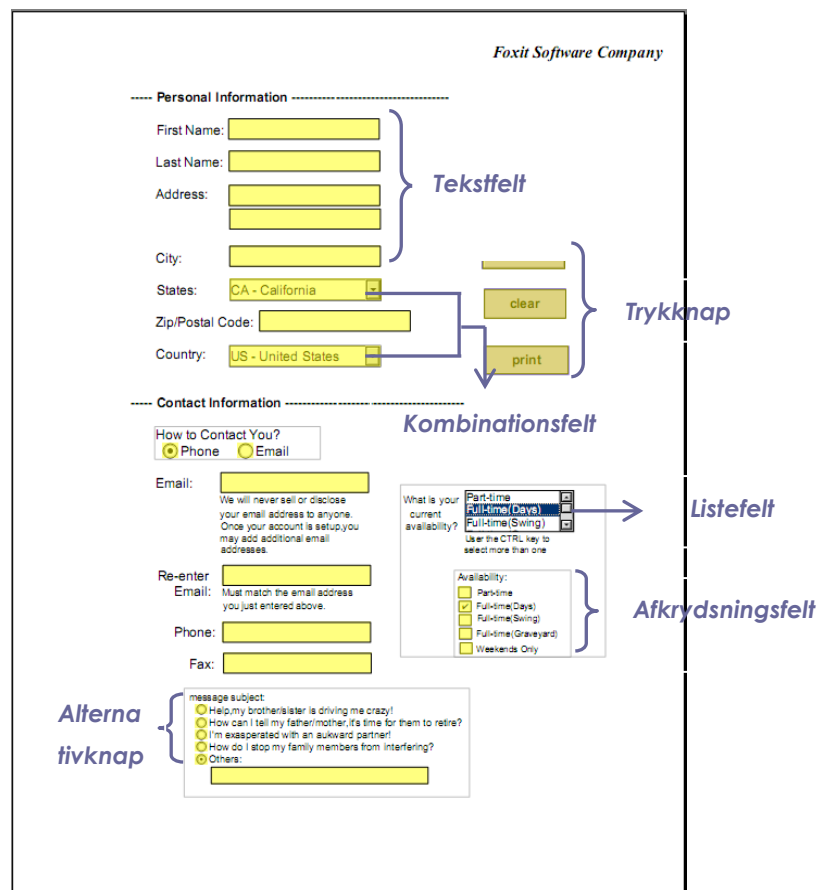 Foxit Software Company
----- Personal Information -----------------------------------
First Name:
Last Name:
Tekstfelt
Address:
City:
States: CA - California
clear
Trykknap
Zip/Postal Code:
Country: US - United States
print
----- Contact Information ----------------------------------------
Kombinationsfelt
How to Contact You?
Phone Email
Email:
We will never sell or disclose
your email address to anyone.
Once your account is setup,you
may add additional email
addresses.
What is your
current
availability?
Part-time
Full-time(Days)
Full-time(Swing)
User the CTRL key to
select more than one
Listefelt
Re-enter
Email:
Must match the email address
you just entered above.
Availability:
Part-time
Full-time(Days)
Full-time(Swing)
Full-time(Graveyard)
Weekends Only
Afkrydsningsfelt
Phone:
Fax:
Alterna
tivknap
message subject:
Help,my brother/sister is driving me crazy!
How can I tell my father/mother,it's time for them to retire?
I'm exasperated with an aukward partner!
How do I stop my family members from interfering?
Others: